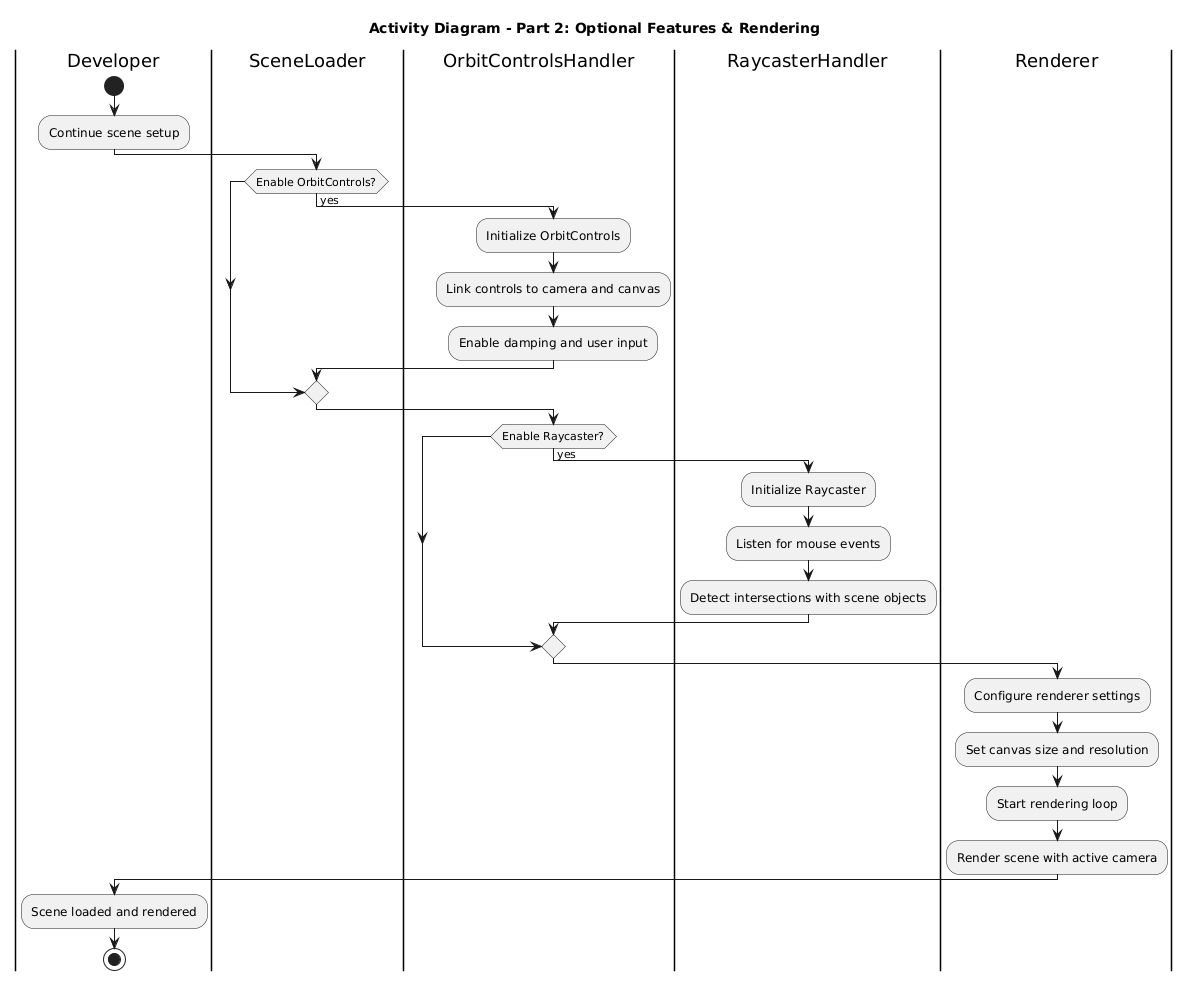 Activity Diagram - Part 2: Optional Features & Rendering
Developer
SceneLoader
OrbitControlsHandler
RaycasterHandler
Renderer
Continue scene setup
Enable OrbitControls?
yes
Initialize OrbitControls
Link controls to camera and canvas
Enable damping and user input
Enable Raycaster?
yes
Initialize Raycaster
Listen for mouse events
Detect intersections with scene objects
Configure renderer settings
Set canvas size and resolution
Start rendering loop
Render scene with active camera
Scene loaded and rendered